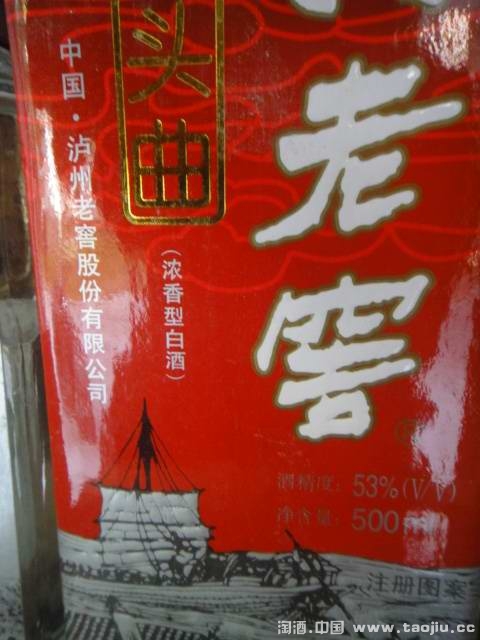 头曲
中国·泸州老窖股份有限公司
(浓香型白酒)
老窖
酒精度: 53%(V/V)
净含量: 500ml
注册图案
淘酒.中国 www.taojiu.cc